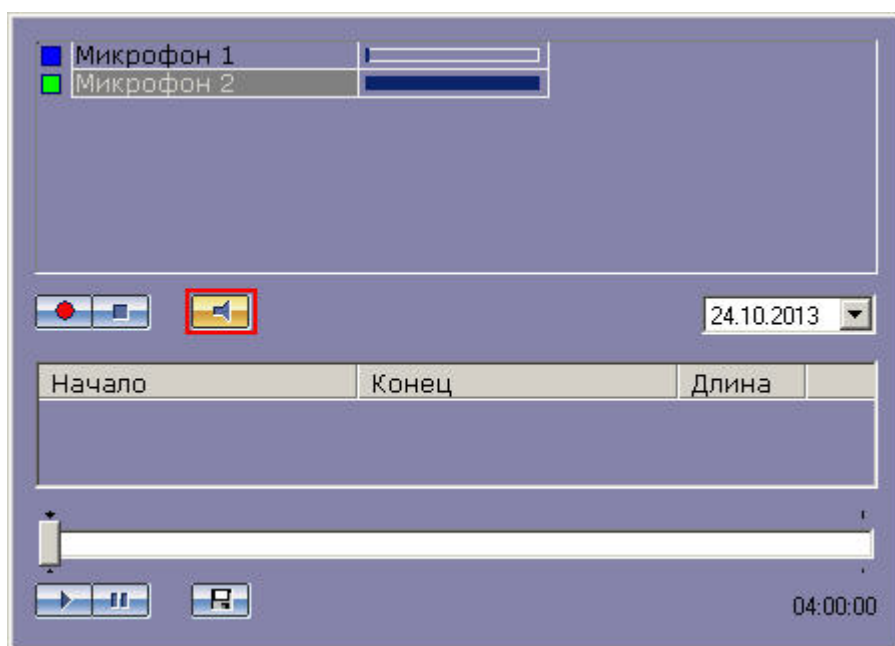 Микрофон 1
Микрофон 2
24.10.2013
Начало Конец Длина
04:00:00